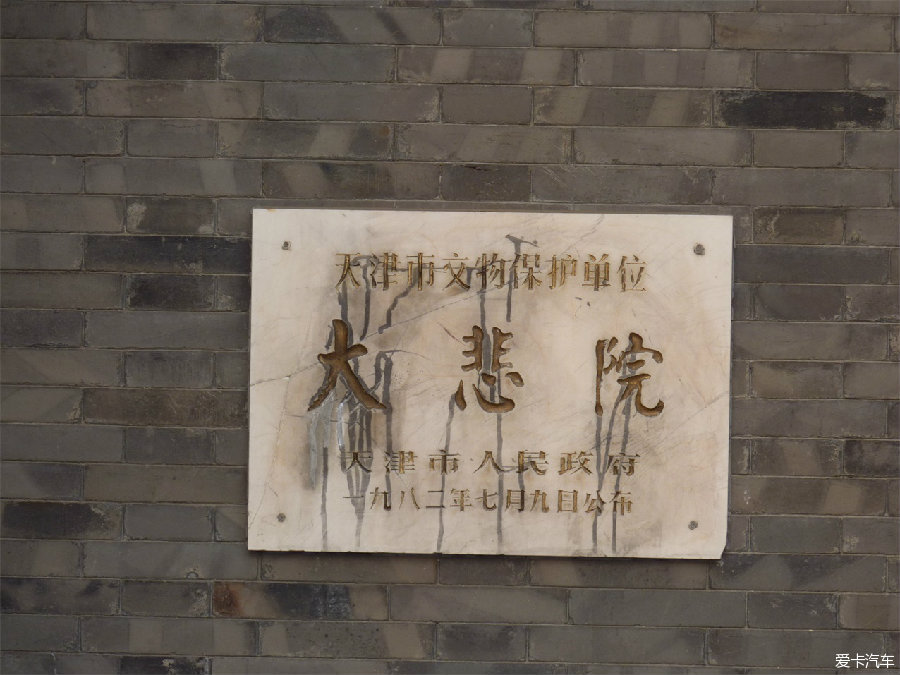 天津市文物保护单位
大悲院
天津市人民政府
一九八二年七月九日公布
爱卡汽车